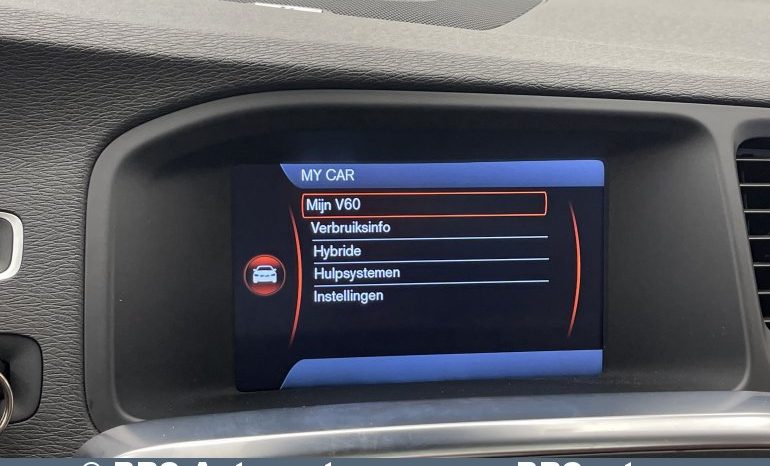 MY CAR
Mijn V60
Verbruiksinfo
Hybride
Hulpsystemen
Instellingen